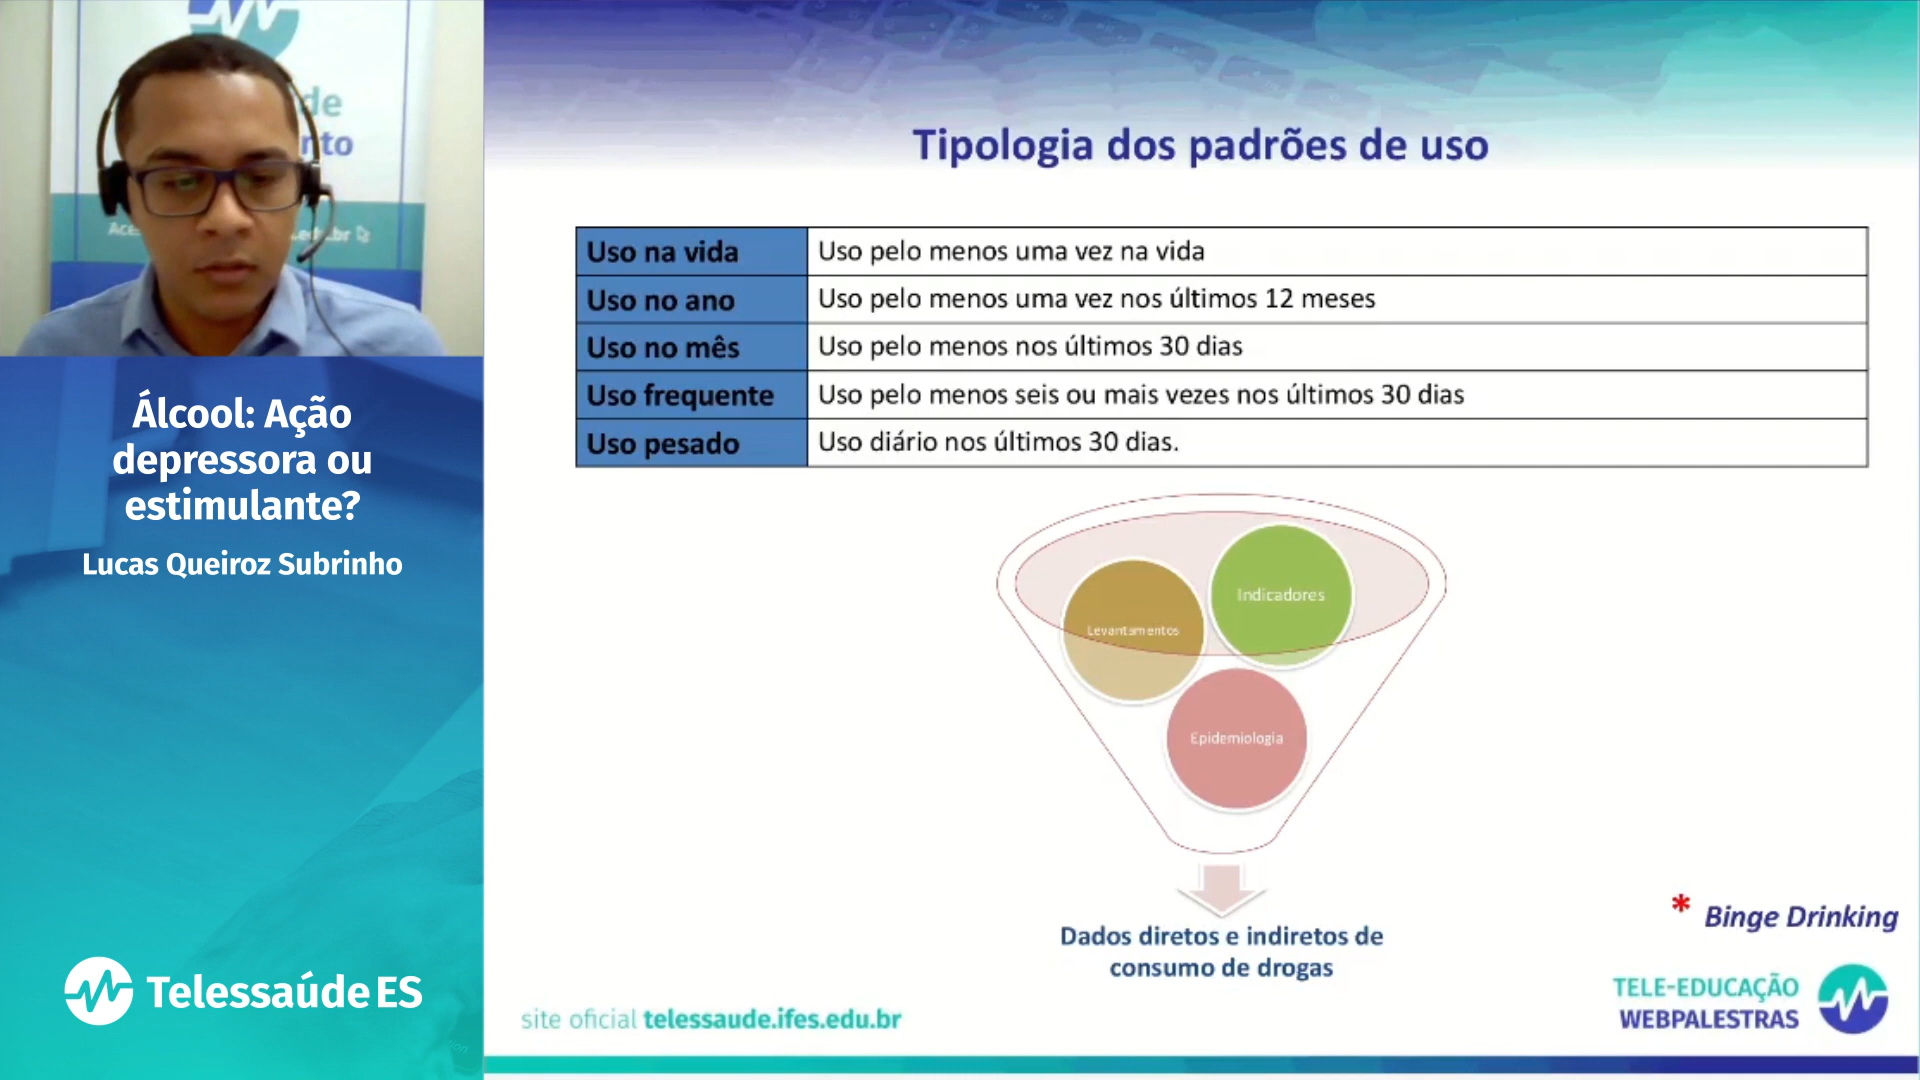 de
nto
Álcool: Ação
depressora ou
estimulante?
Lucas Queiroz Subrinho
Telessaúde ES
Tipologia dos padrões de uso
Uso na vida Uso pelo menos uma vez na vida
Uso no ano Uso pelo menos uma vez nos últimos 12 meses
Uso no mês Uso pelo menos nos últimos 30 dias
Uso frequente Uso pelo menos seis ou mais vezes nos últimos 30 dias
Uso pesado Uso diário nos últimos 30 dias.
Indicadores
Levantamentos
Epidemiologia
Dados diretos e indiretos de
consumo de drogas
* Binge Drinking
TELE-EDUCAÇÃO
WEBPALESTRAS
site oficial telessaude.ifes.edu.br